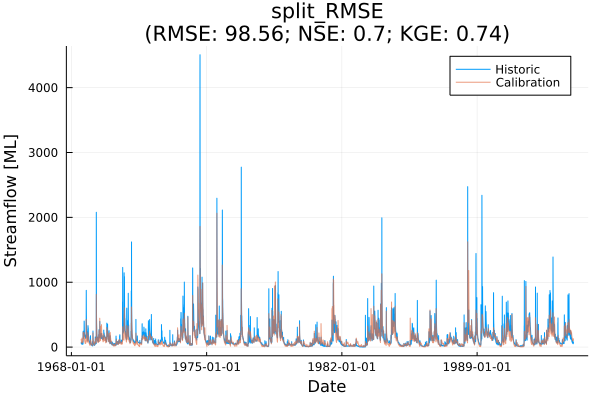 split_RMSE
(RMSE: 98.56; NSE: 0.7; KGE: 0.74)
Historic
Calibration
Streamflow [ML]
4000
3000
2000
1000
0
1968-01-01
1975-01-01
1982-01-01
1989-01-01
Date